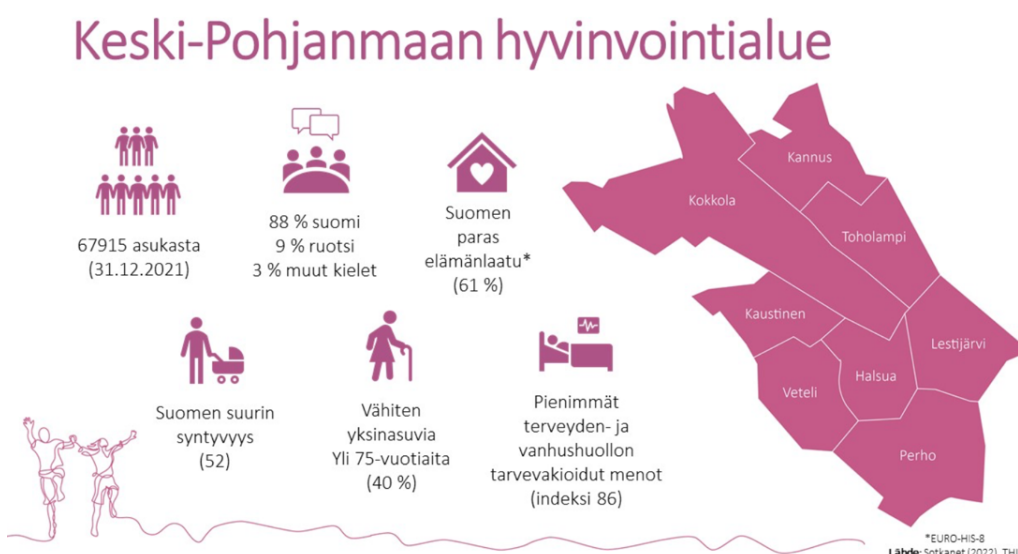 Keski-Pohjanmaan hyvinvointialue
67915 asukasta
(31.12.2021)
88 % suomi
9 % ruotsi
3 % muut kielet
Suomen
paras
elämänlaatu*
(61 %)
Suomen suurin
syntyvyys
(52)
Vähiten
yksinasuvia
Yli 75-vuotiaita
(40 %)
Pienimmät
terveyden- ja
vanhushuollon
tarvevakioidut menot
(indeksi 86)
Kannus
Kokkola
Toholampi
Kaustinen
Lestijärvi
Halsua
Veteli
Perho
*EURO-HIS-8
Lähde: Sotkanet (2022), THL